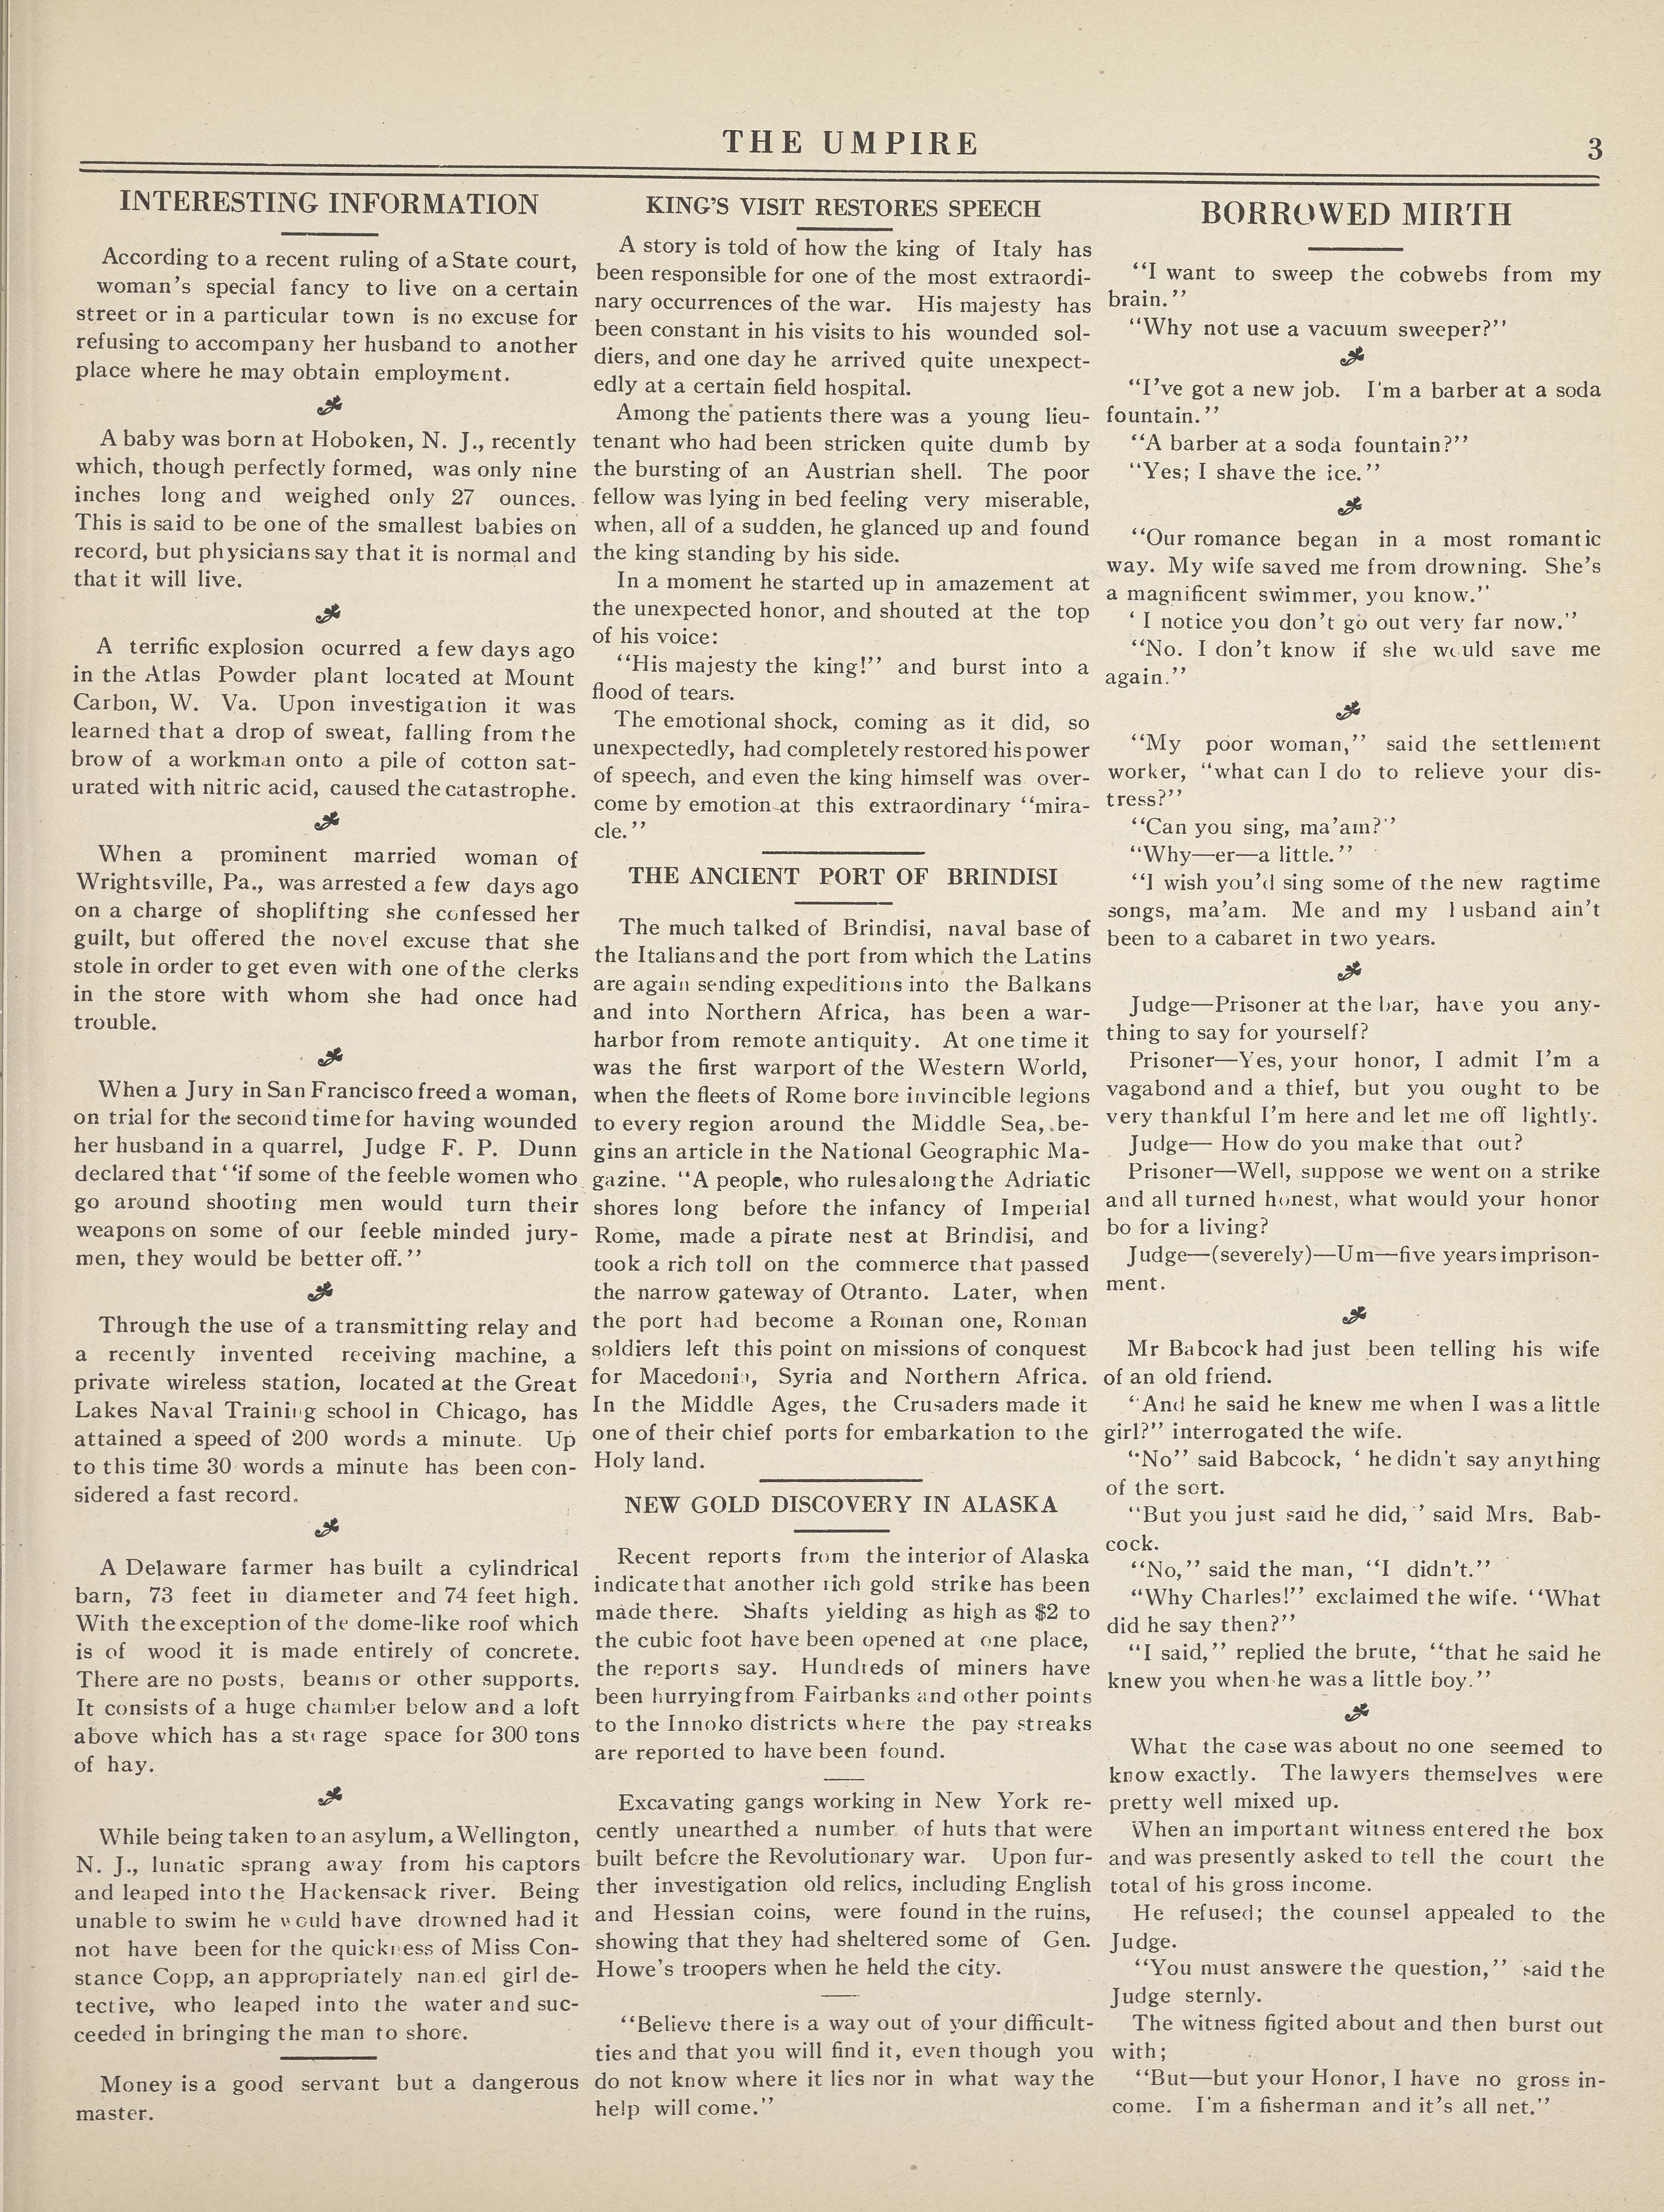 THE UMPIRE
3
INTERESTING INFORMATION
According to a recent ruling of a State court,
woman's special fancy to live on a certain
street or in a particular town is no excuse for
refusing to accompany her husband to another
place where he may obtain employment.
A baby was born at Hoboken, N. J., recently
which, though perfectly formed, was only nine
inches long and weighed only 27 ounces.
This is said to be one of the smallest babies on
record, but physicians say that it is normal and
that it will live.
A terrific explosion ocurred a few days ago
in the Atlas Powder plant located at Mount
Carbon, W. Va. Upon investigation it was
learned that a drop of sweat, falling from the
brow of a workman onto a pile of cotton sat-
urated with nitric acid, caused the catastrophe.
When a prominent married woman of
Wrightsville, Pa., was arrested a few days ago
on a charge of shoplifting she confessed her
guilt, but offered the novel excuse that she
stole in order to get even with one of the clerks
in the store with whom she had once had
trouble.
When a Jury in San Francisco freed a woman,
on trial for the second time for having wounded
her husband in a quarrel, Judge F. P. Dunn
declared that "if some of the feeble women who
go around shooting men would turn their
weapons on some of our feeble minded jury-
men, they would be better off."
Through the use of a transmitting relay and
a recently invented receiving machine, a
private wireless station, located at the Great
Lakes Naval Training school in Chicago, has
attained a speed of 200 words a minute. Up
to this time 30 words a minute has been con-
sidered a fast record.
A Delaware farmer has built a cylindrical
barn, 73 feet in diameter and 74 feet high.
With the exception of the dome-like roof which
is of wood it is made entirely of concrete.
There are no posts, beams or other supports.
It consists of a huge chamber below and a loft
above which has a storage space for 300 tons
of hay.
While being taken to an asylum, a Wellington,
N. J., lunatic sprang away from his captors
and leaped into the Hackensack river. Being
unable to swim he would have drowned had it
not have been for the quickness of Miss Con-
stance Copp, an appropriately named girl de-
tective, who leaped into the water and suc-
ceeded in bringing the man to shore.
Money is a good servant but a dangerous
master.
KING'S VISIT RESTORES SPEECH
A story is told of how the king of Italy has
been responsible for one of the most extraordi-
nary occurrences of the war. His majesty has
been constant in his visits to his wounded sol-
diers, and one day he arrived quite unexpect-
edly at a certain field hospital.
Among the patients there was a young lieu-
tenant who had been stricken quite dumb by
the bursting of an Austrian shell. The poor
fellow was lying in bed feeling very miserable,
when, all of a sudden, he glanced up and found
the king standing by his side.
In a moment he started up in amazement at
the unexpected honor, and shouted at the top
of his voice:
"His majesty the king!" and burst into a
flood of tears.
The emotional shock, coming as it did, so
unexpectedly, had completely restored his power
of speech, and even the king himself was over-
come by emotion at this extraordinary "mira-
cle."
THE ANCIENT PORT OF BRINDISI
The much talked of Brindisi, naval base of
the Italians and the port from which the Latins
are again sending expeditions into the Balkans
and into Northern Africa, has been a war-
harbor from remote antiquity. At one time it
was the first warport of the Western World,
when the fleets of Rome bore invincible legions
to every region around the Middle Sea, be-
gins an article in the National Geographic Ma-
gazine. "A people, who rules along the Adriatic
shores long before the infancy of Imperial
Rome, made a pirate nest at Brindisi, and
took a rich toll on the commerce that passed
the narrow gateway of Otranto. Later, when
the port had become a Roman one, Roman
soldiers left this point on missions of conquest
for Macedonia, Syria and Northern Africa.
In the Middle Ages, the Crusaders made it
one of their chief ports for embarkation to the
Holy land.
NEW GOLD DISCOVERY IN ALASKA
Recent reports from the interior of Alaska
indicate that another rich gold strike has been
made there. Shafts yielding as high as $2 to
the cubic foot have been opened at one place,
the reports say. Hundreds of miners have
been hurrying from Fairbanks and other points
to the Innoko districts where the pay streaks
are reported to have been found.
Excavating gangs working in New York re-
cently unearthed a number of huts that were
built before the Revolutionary war. Upon fur-
ther investigation old relics, including English
and Hessian coins, were found in the ruins,
showing that they had sheltered some of Gen.
Howe's troopers when he held the city.
"Believe there is a way out of your difficult-
ties and that you will find it, even though you
do not know where it lies nor in what way the
help will come."
BORROWED MIRTH
"I want to sweep the cobwebs from my
brain."
"Why not use a vacuum sweeper?"
"I've got a new job. I'm a barber at a soda
fountain."
"A barber at a soda fountain?"
"Yes; I shave the ice."
"Our romance began in a most romantic
way. My wife saved me from drowning. She's
a magnificent swimmer, you know."
' I notice you don't go out very far now."
"No. I don't know if she would save me
again."
"My poor woman," said the settlement
worker, "what can I do to relieve your dis-
tress?"
"Can you sing, ma'am?"
"Why—er—a little."
"I wish you'd sing some of the new ragtime
songs, ma'am. Me and my husband ain't
been to a cabaret in two years.
Judge—Prisoner at the bar, have you any-
thing to say for yourself?
Prisoner—Yes, your honor, I admit I'm a
vagabond and a thief, but you ought to be
very thankful I'm here and let me off lightly.
Judge— How do you make that out?
Prisoner—Well, suppose we went on a strike
and all turned honest, what would your honor
bo for a living?
Judge—(severely)—Um—five years imprison-
ment.
Mr Babcock had just been telling his wife
of an old friend.
"And he said he knew me when I was a little
girl?" interrogated the wife.
"No" said Babcock, ' he didn't say anything
of the sort.
"But you just said he did,' said Mrs. Bab-
cock.
"No," said the man, "I didn't."
"Why Charles!" exclaimed the wife. "What
did he say then?"
"I said," replied the brute, "that he said he
knew you when he was a little boy."
What the case was about no one seemed to
know exactly. The lawyers themselves were
pretty well mixed up.
When an important witness entered the box
and was presently asked to tell the court the
total of his gross income.
He refused; the counsel appealed to the
Judge.
"You must answere the question," said the
Judge sternly.
The witness figited about and then burst out
with;
"But—but your Honor, I have no gross in-
come. I'm a fisherman and it's all net."